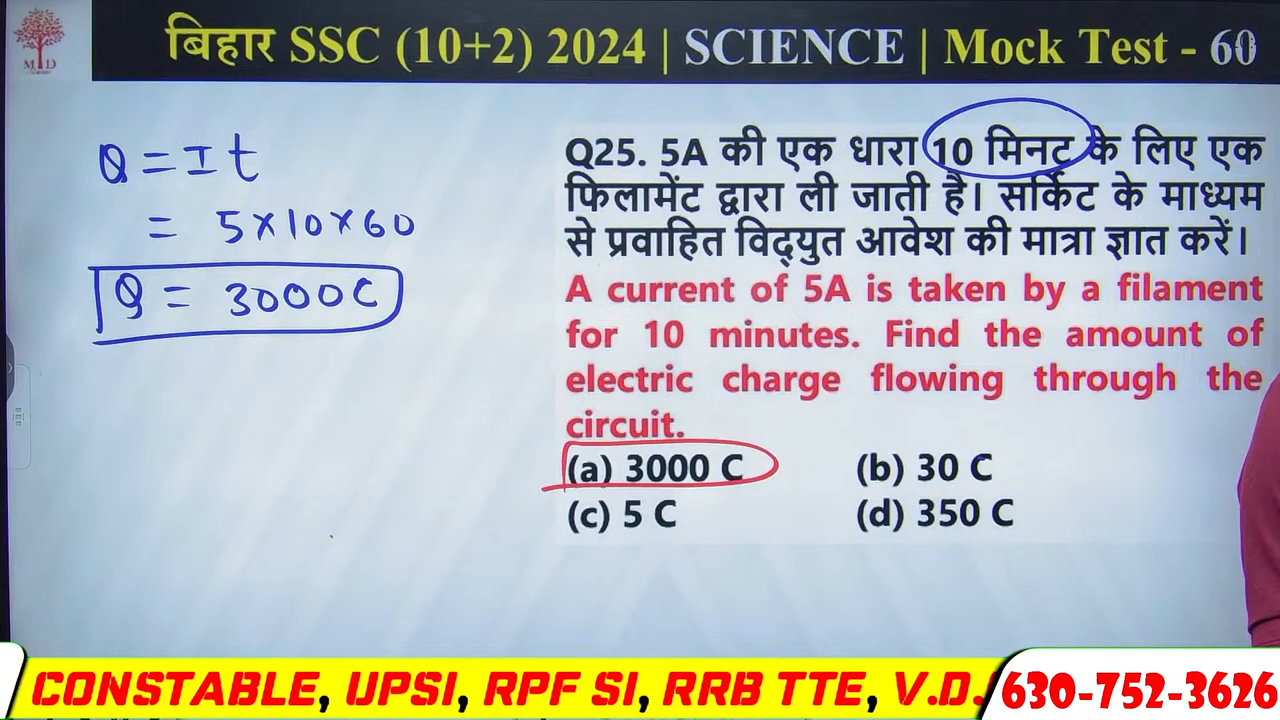 बिहार SSC (10+2) 2024 | SCIENCE | Mock Test - 60
M D
Q = I t
= 5×10×60
Q = 3000C
Q25. 5A की एक धारा 10 मिनट के लिए एक
फिलामेंट द्वारा ली जाती है। सर्किट के माध्यम
से प्रवाहित विद्युत आवेश की मात्रा ज्ञात करें।
A current of 5A is taken by a filament
for 10 minutes. Find the amount of
electric charge flowing through the
circuit.
(a) 3000 C (b) 30 C
(c) 5 C (d) 350 C
CONSTABLE, UPSI, RPF SI, RRB TTE, V.D. 630-752-3626